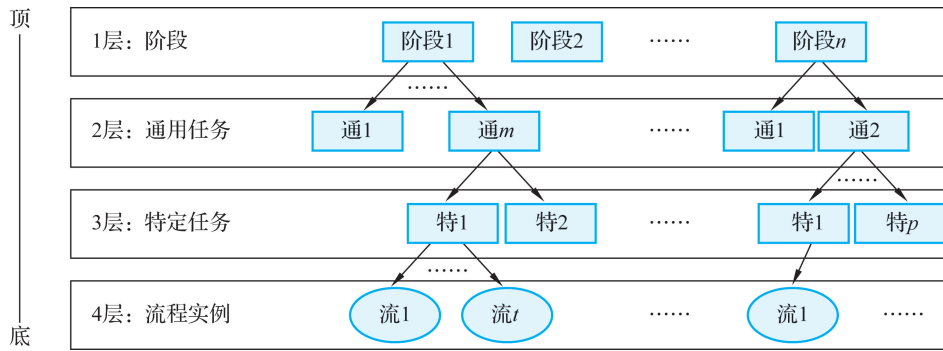 顶
1层：阶段 阶段1 阶段2 …… 阶段n
……
2层：通用任务 通1 通m …… 通1 通2
……
3层：特定任务 特1 特2 …… 特1 特p
……
4层：流程实例 流1 流t …… 流1 ……
底